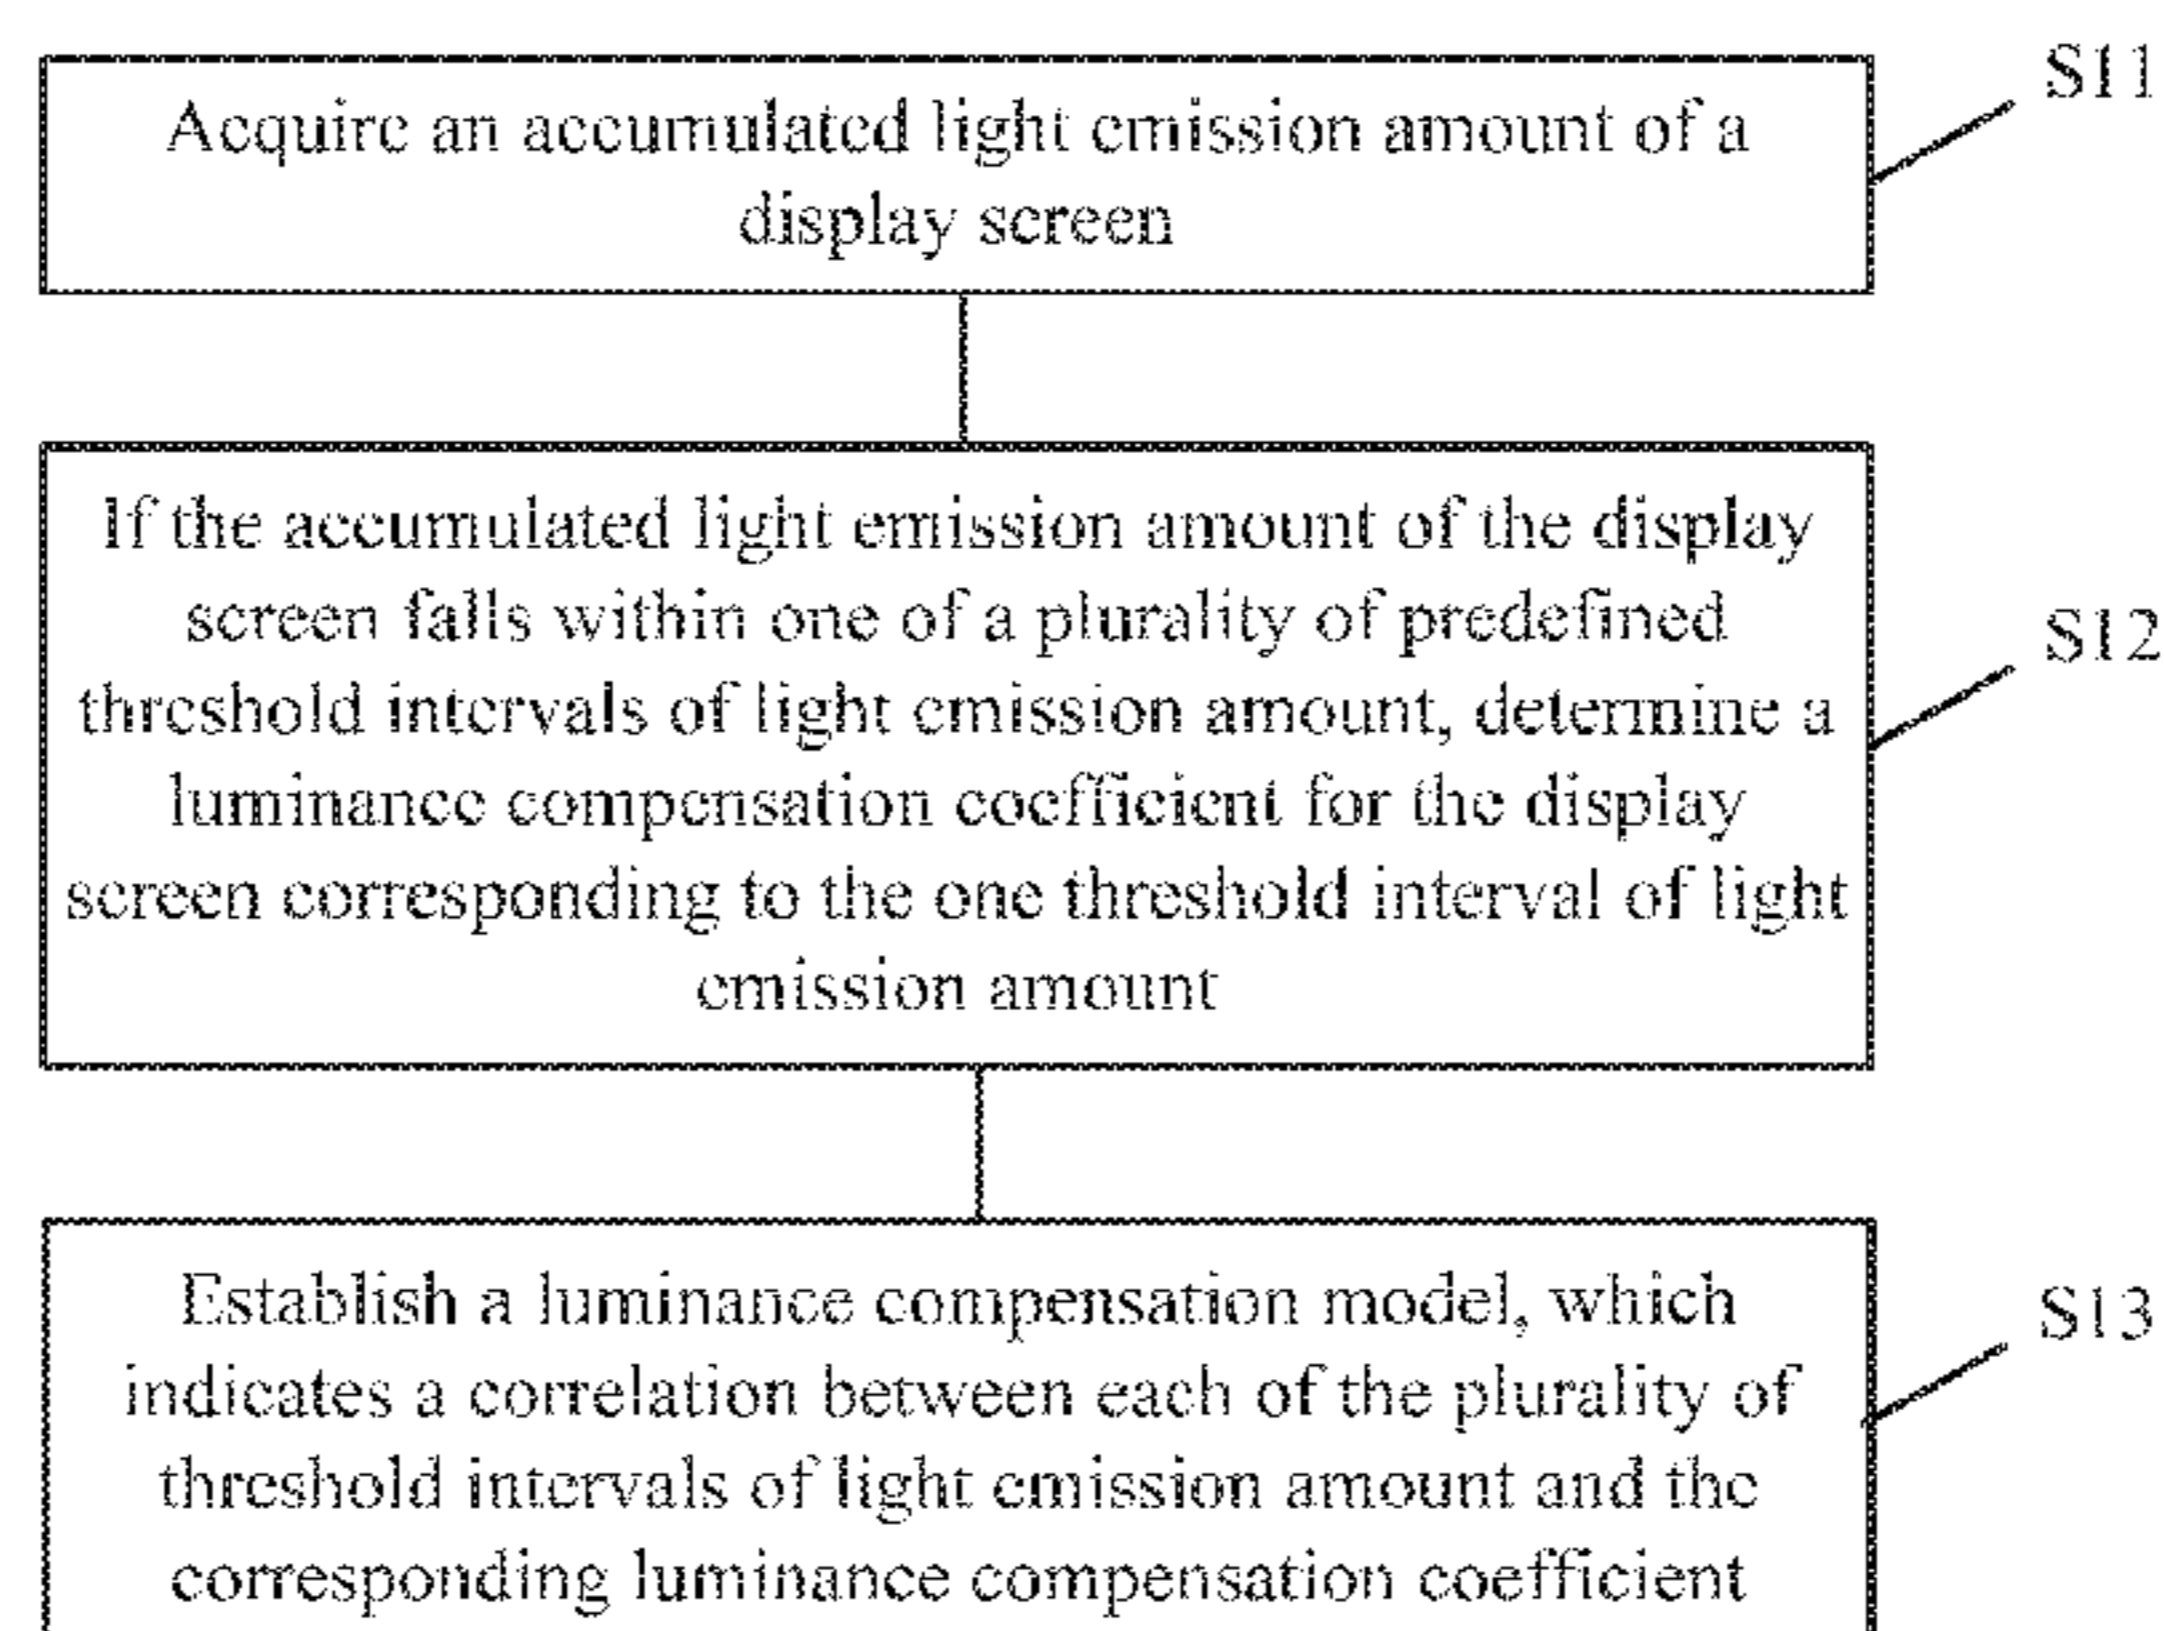 S11
Acquire an accumulated light emission amount of a
display screen
If the accumulated light emission amount of the display
screen falls within one of a plurality of predefined
threshold intervals of light emission amount, determine a
luminance compensation coefficient for the display
screen corresponding to the one threshold interval of light
emission amount
S12
Establish a luminance compensation model, which
indicates a correlation between each of the plurality of
threshold intervals of light emission amount and the
corresponding luminance compensation coefficient
S13